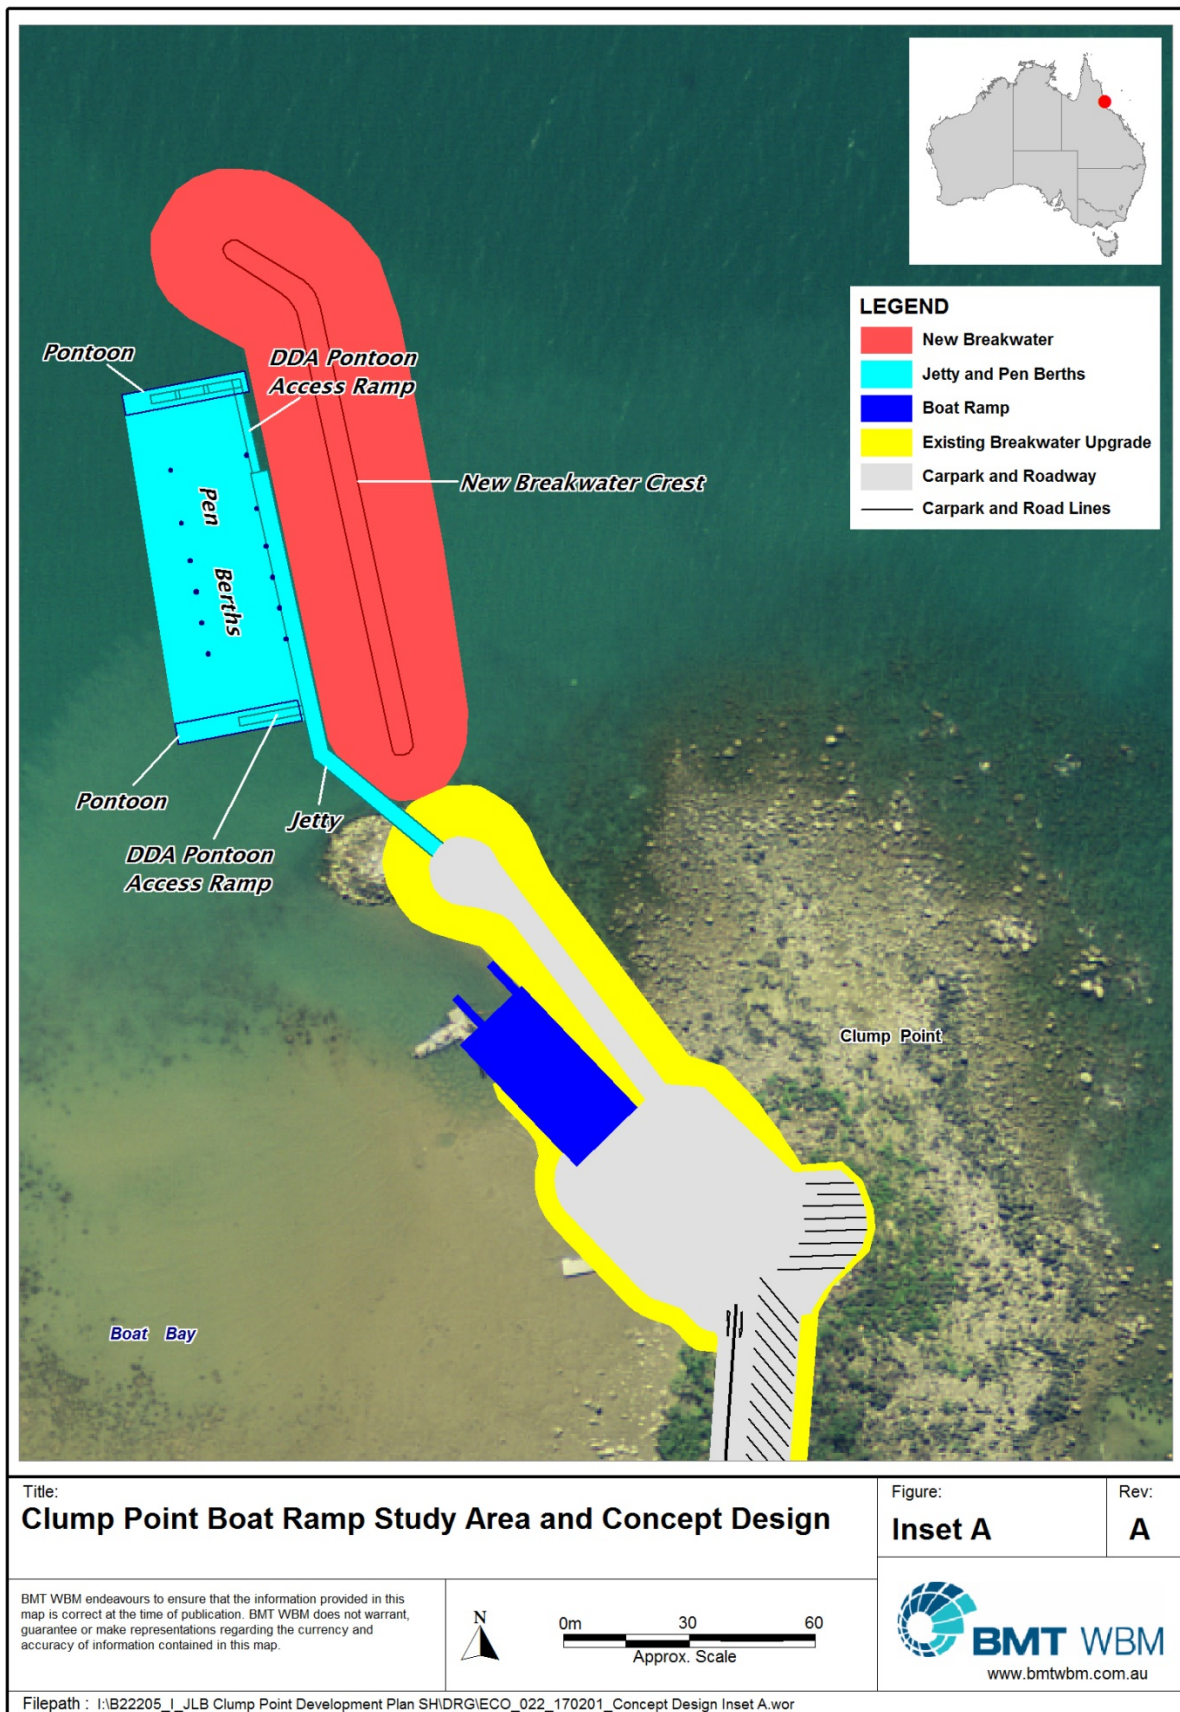 LEGEND
New Breakwater
Jetty and Pen Berths
Boat Ramp
Existing Breakwater Upgrade
Carpark and Roadway
Carpark and Road Lines
Pontoon
DDA Pontoon
Access Ramp
New Breakwater Crest
Pen
Berths
Pontoon
Jetty
DDA Pontoon
Access Ramp
Clump Point
Boat Bay
Title:
Clump Point Boat Ramp Study Area and Concept Design
Figure:
Inset A
Rev:
A
BMT WBM endeavours to ensure that the information provided in this
map is correct at the time of publication. BMT WBM does not warrant,
guarantee or make representations regarding the currency and
accuracy of information contained in this map.
N
0m 30 60
Approx. Scale
BMT WBM
www.bmtwbm.com.au
Filepath : I:\B22205_I_JLB Clump Point Development Plan SH\DRG\ECO_022_170201_Concept Design Inset A.wor